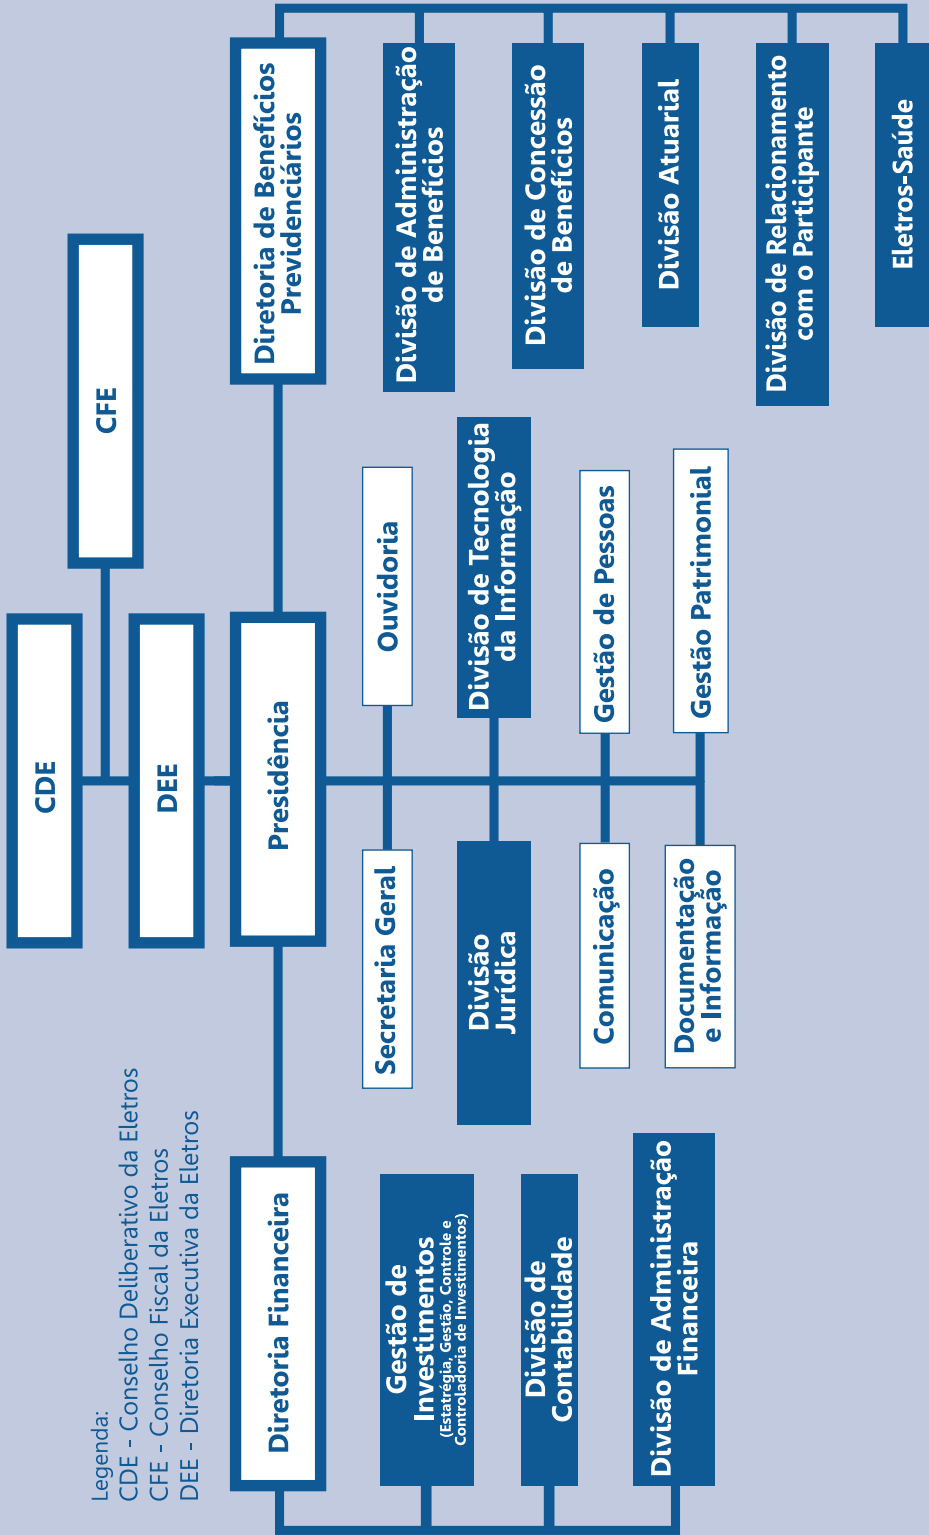 Legenda:
CDE - Conselho Deliberativo da Eletros
CFE - Conselho Fiscal da Eletros
DEE - Diretoria Executiva da Eletros
CDE
CFE
DEE
Diretoria Financeira
Presidência
Diretoria de Benefícios
Previdenciários
Gestão de
Investimentos
(Estatrégia, Gestão, Controle e
Controladoria de Investimentos)
Divisão de
Contabilidade
Divisão de Administração
Financeira
Secretaria Geral
Ouvidoria
Divisão
Jurídica
Divisão de Tecnologia
da Informação
Comunicação
Gestão de Pessoas
Documentação
e Informação
Gestão Patrimonial
Divisão de Administração
de Benefícios
Divisão de Concessão
de Benefícios
Divisão Atuarial
Divisão de Relacionamento
com o Participante
Eletros-Saúde